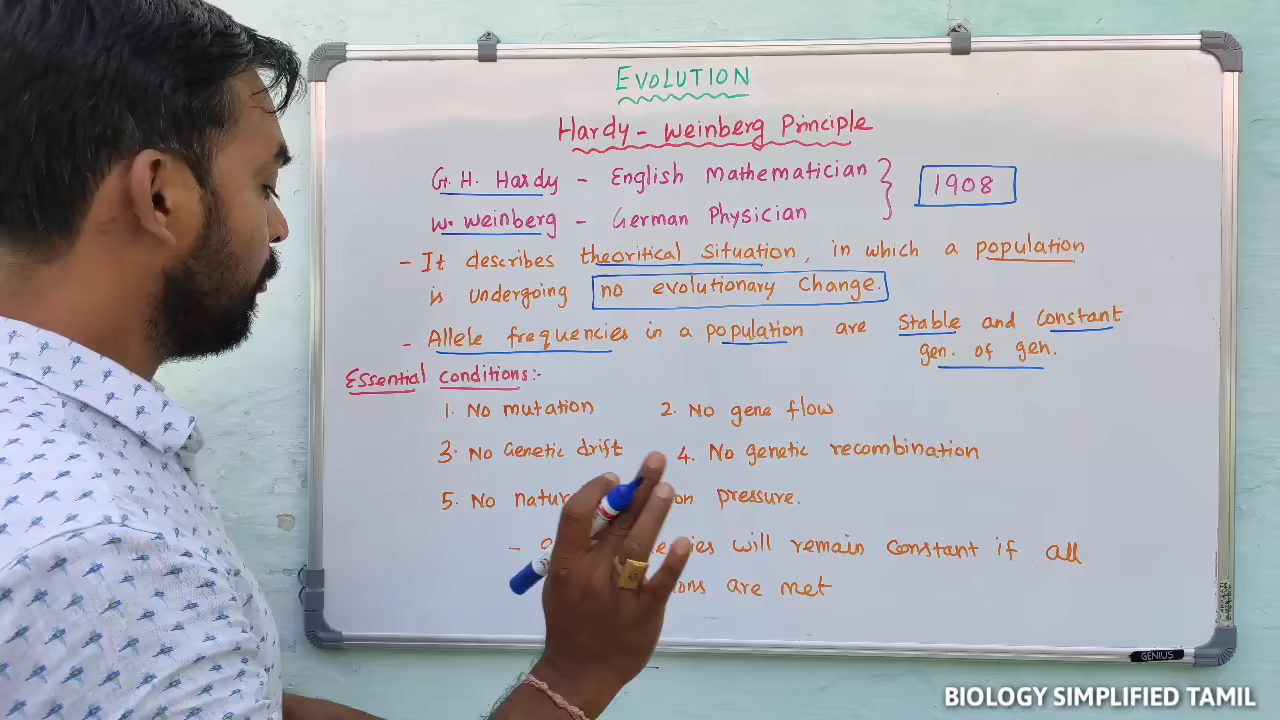 EVOLUTION
Hardy - Weinberg Principle
G. H. Hardy - English Mathematician
W. Weinberg - German Physician
1908
- It describes theoritical situation, in which a population
is undergoing no evolutionary change.
- Allele frequencies in a population are stable and constant
gen. of gen.
Essential conditions:-
1. No mutation 2. No gene flow
3. No Genetic drift 4. No genetic recombination
5. No pressure.
- will remain constant if all
are met
GENIUS
BIOLOGY SIMPLIFIED TAMIL